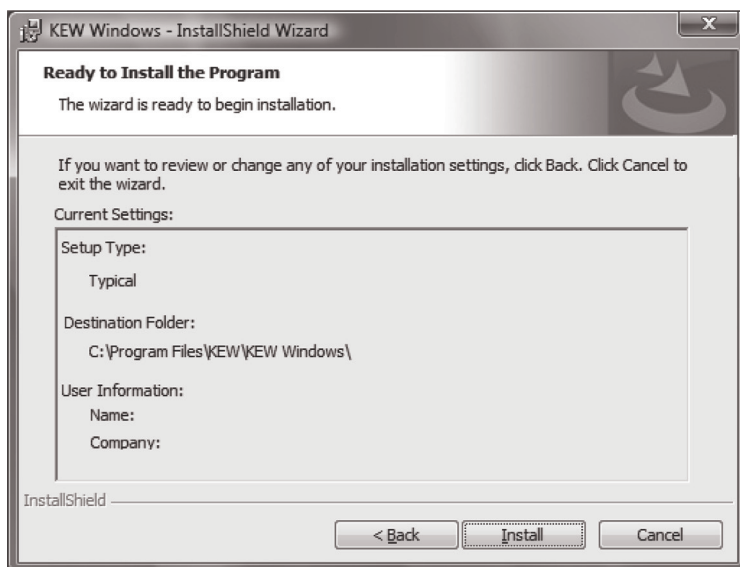 KEW Windows - InstallShield Wizard
X
Ready to Install the Program
The wizard is ready to begin installation.
If you want to review or change any of your installation settings, click Back. Click Cancel to
exit the wizard.
Current Settings:
Setup Type:
Typical
Destination Folder:
C:\Program Files\KEW\KEW Windows\
User Information:
Name:
Company:
InstallShield
< Back
Install
Cancel